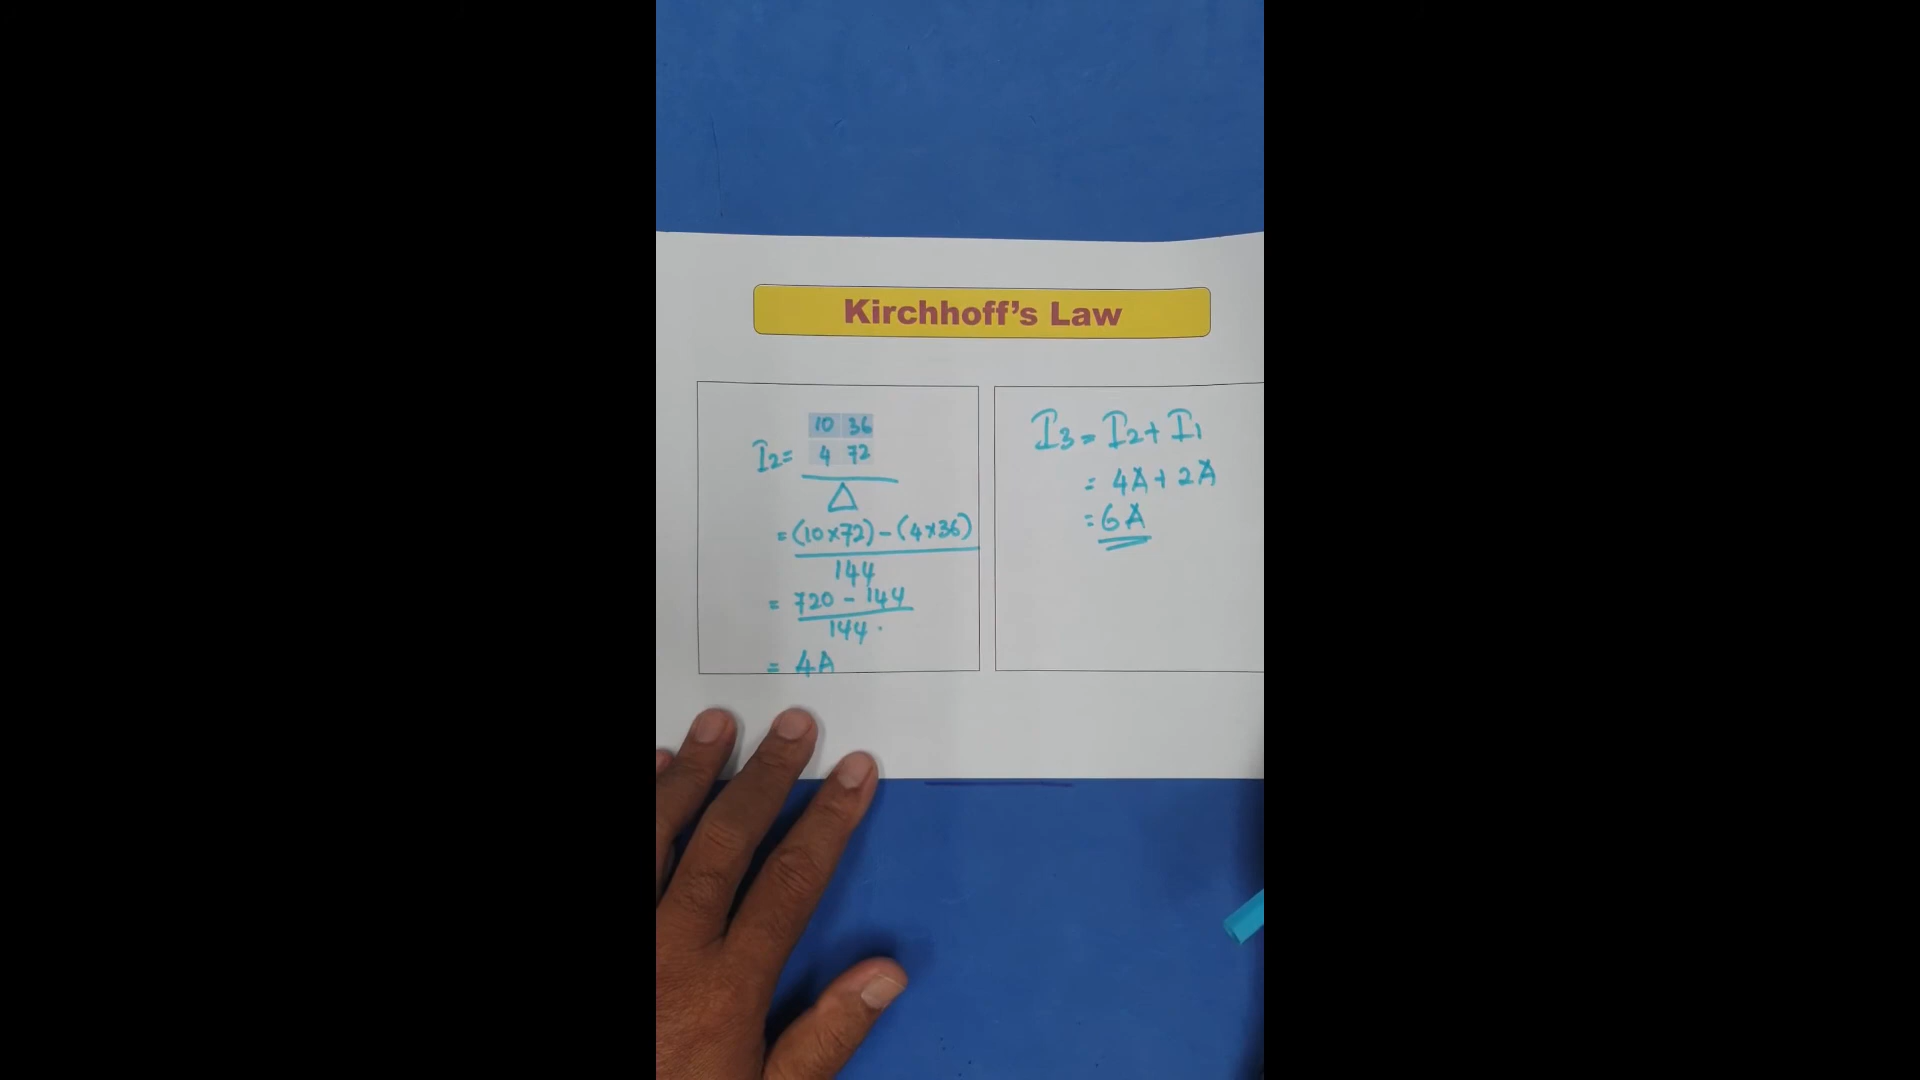 Kirchhoff's Law
10 36
I2=
4 72
Δ
= (10×72) - (4×36)
144
= 720 - 144
144.
= 4A
I3 = I2 + I1
= 4A + 2A
= 6A